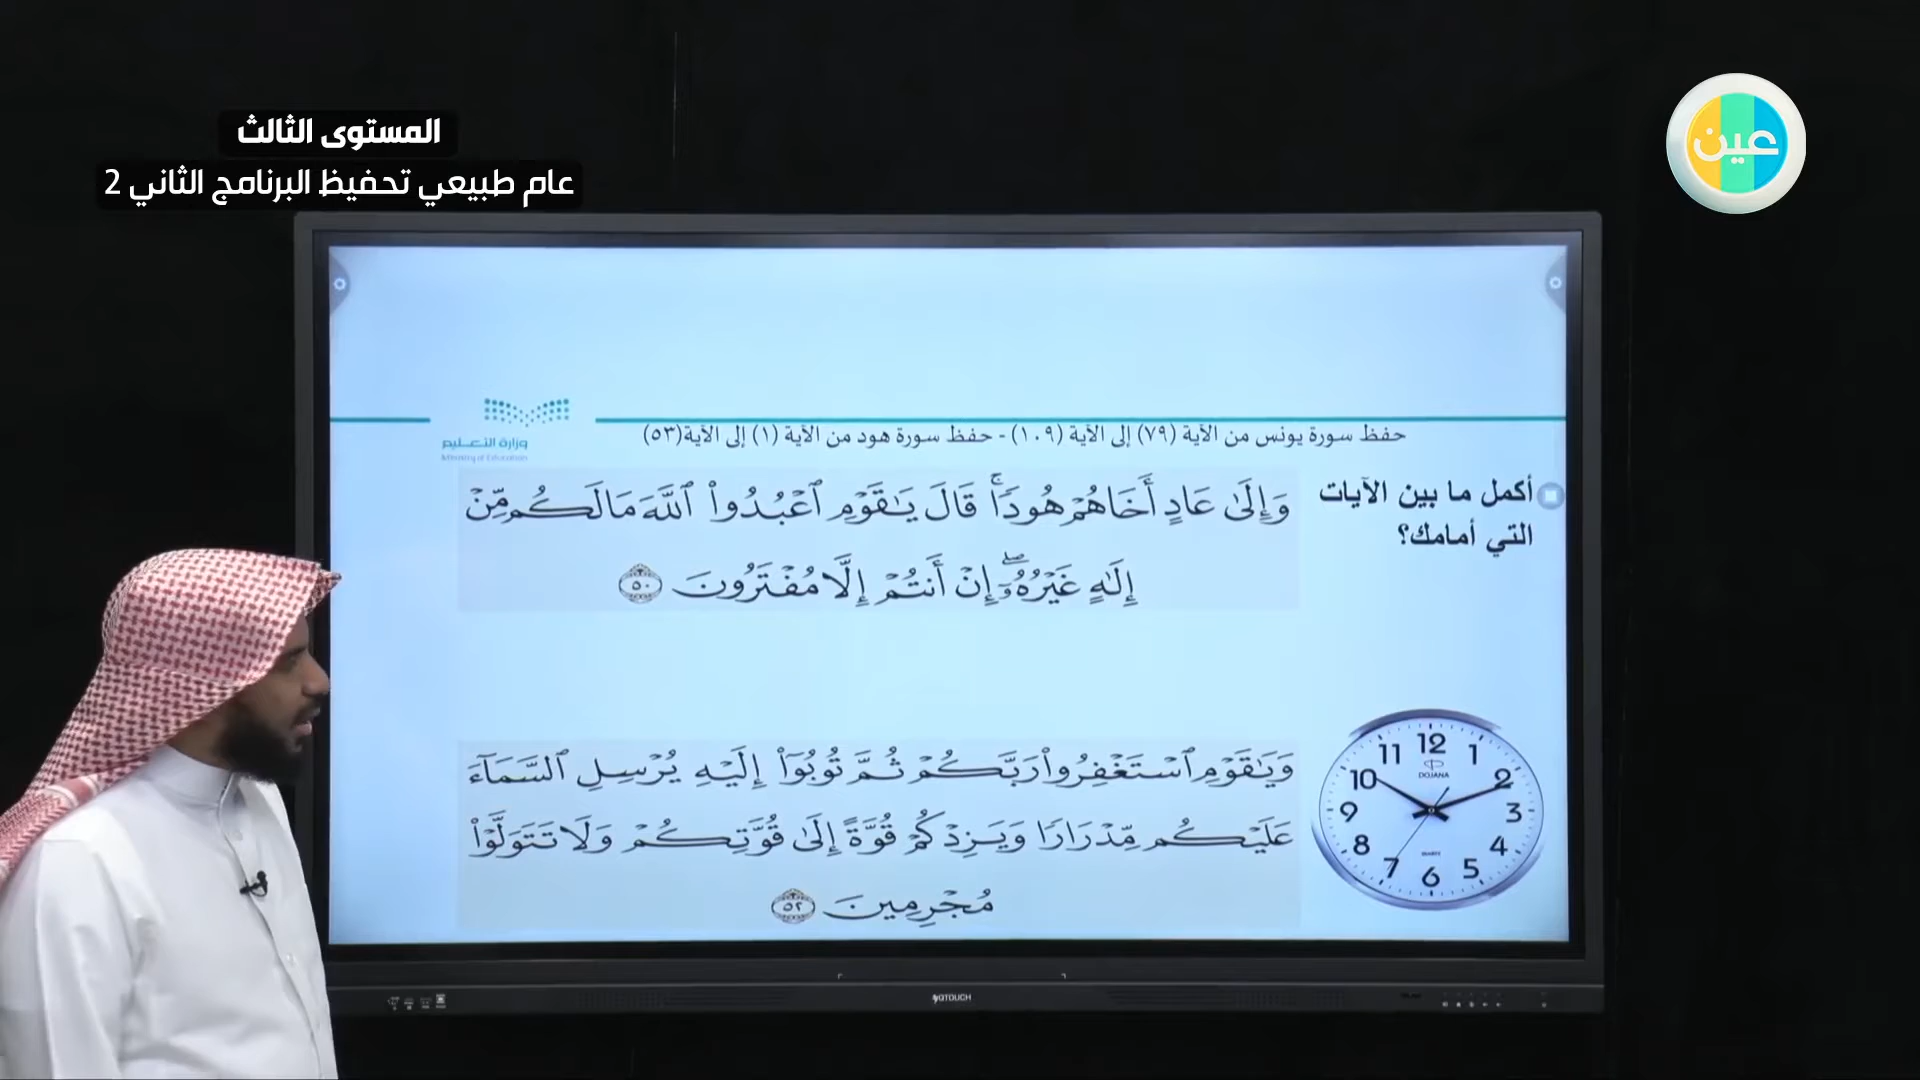 المستوى الثالث
عام طبيعي تحفيظ البرنامج الثاني 2
عين
وزارة التعليم
Ministry of Education
حفظ سورة يونس من الآية (٧٩) إلى الآية (١٠٩) - حفظ سورة هود من الآية (١) إلى الآية(٥٣)
أكمل ما بين الآيات
التي أمامك؟
وَإِلَىٰ عَادٍ أَخَاهُمْ هُودًا ۚ قَالَ يَـٰقَوْمِ ٱعْبُدُوا۟ ٱللَّهَ مَا لَكُم مِّنْ
إِلَـٰهٍ غَيْرُهُۥٓ ۖ إِنْ أَنتُمْ إِلَّا مُفْتَرُونَ ٥٠
وَيَـٰقَوْمِ ٱسْتَغْفِرُوا۟ رَبَّكُمْ ثُمَّ تُوبُوٓا۟ إِلَيْهِ يُرْسِلِ ٱلسَّمَآءَ
عَلَيْكُم مِّدْرَارًا وَيَزِدْكُمْ قُوَّةً إِلَىٰ قُوَّتِكُمْ وَلَا تَتَوَلَّوْا۟
مُجْرِمِينَ ٥٢
12 1 2 3 4 5 6 7 8 9 10 11
DOJANA
QUARTZ
QTOUCH